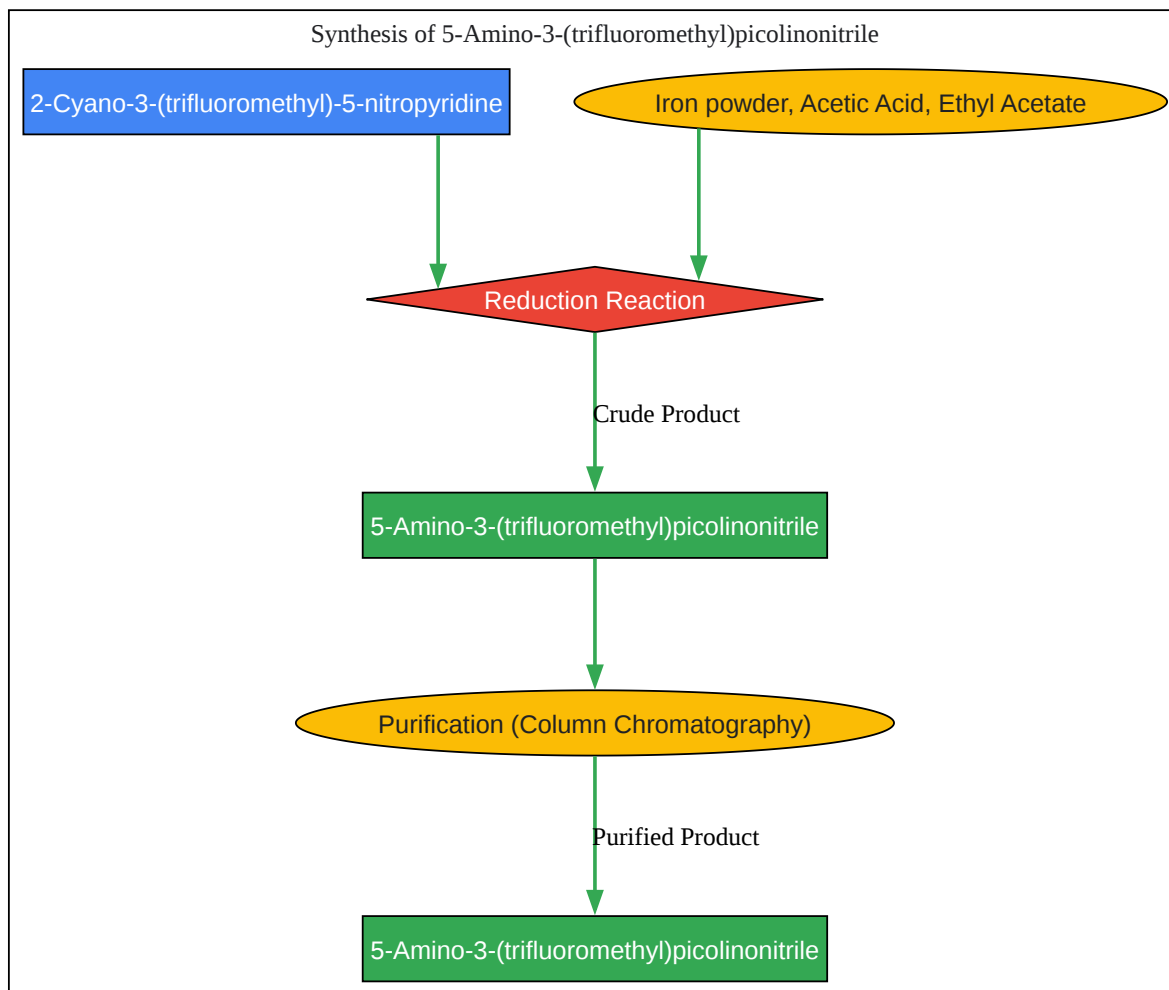 Synthesis of 5-Amino-3-(trifluoromethyl)picolinonitrile
2-Cyano-3-(trifluoromethyl)-5-nitropyridine
Iron powder, Acetic Acid, Ethyl Acetate
Reduction Reaction
Crude Product
5-Amino-3-(trifluoromethyl)picolinonitrile
Purification (Column Chromatography)
Purified Product
5-Amino-3-(trifluoromethyl)picolinonitrile